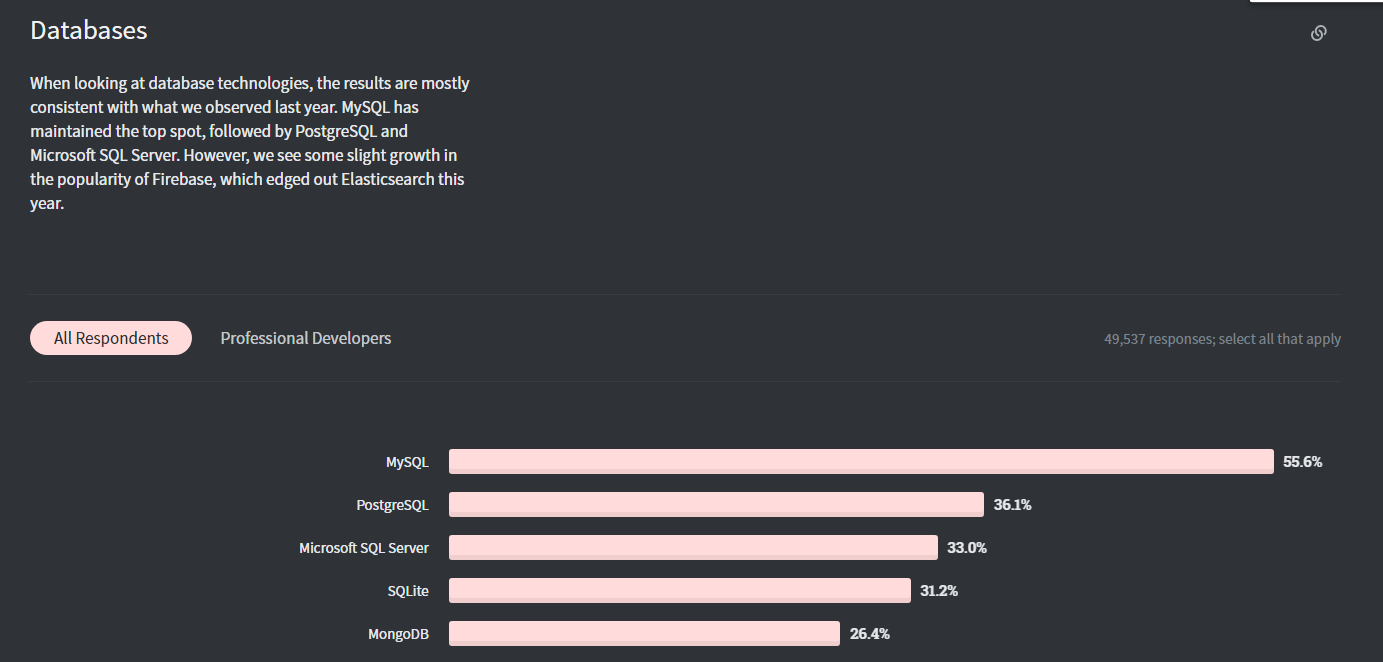 Databases
When looking at database technologies, the results are mostly
consistent with what we observed last year. MySQL has
maintained the top spot, followed by PostgreSQL and
Microsoft SQL Server. However, we see some slight growth in
the popularity of Firebase, which edged out Elasticsearch this
year.
All Respondents
Professional Developers
49,537 responses; select all that apply
MySQL 55.6%
PostgreSQL 36.1%
Microsoft SQL Server 33.0%
SQLite 31.2%
MongoDB 26.4%